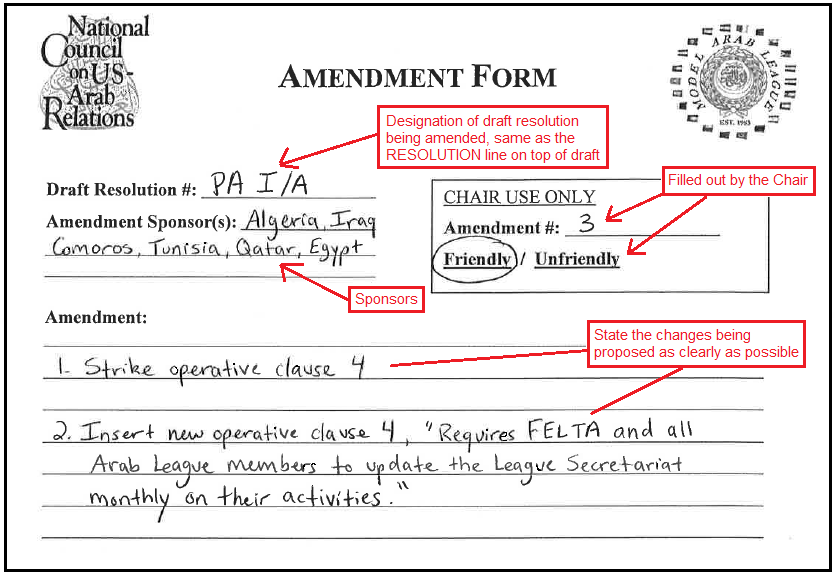 National
Council
on US-
Arab
Relations
AMENDMENT FORM
MODEL ARAB LEAGUE
EST. 1983
Designation of draft resolution
being amended, same as the
RESOLUTION line on top of draft
Draft Resolution #: PA I/A
Filled out by the Chair
CHAIR USE ONLY
Amendment Sponsor(s): Algeria, Iraq
Amendment #: 3
Comoros, Tunisia, Qatar, Egypt
Friendly / Unfriendly
Sponsors
Amendment:
State the changes being
proposed as clearly as possible
1. Strike operative clause 4
2. Insert new operative clause 4, "Requires FELTA and all
Arab League members to update the League Secretariat
monthly on their activities."